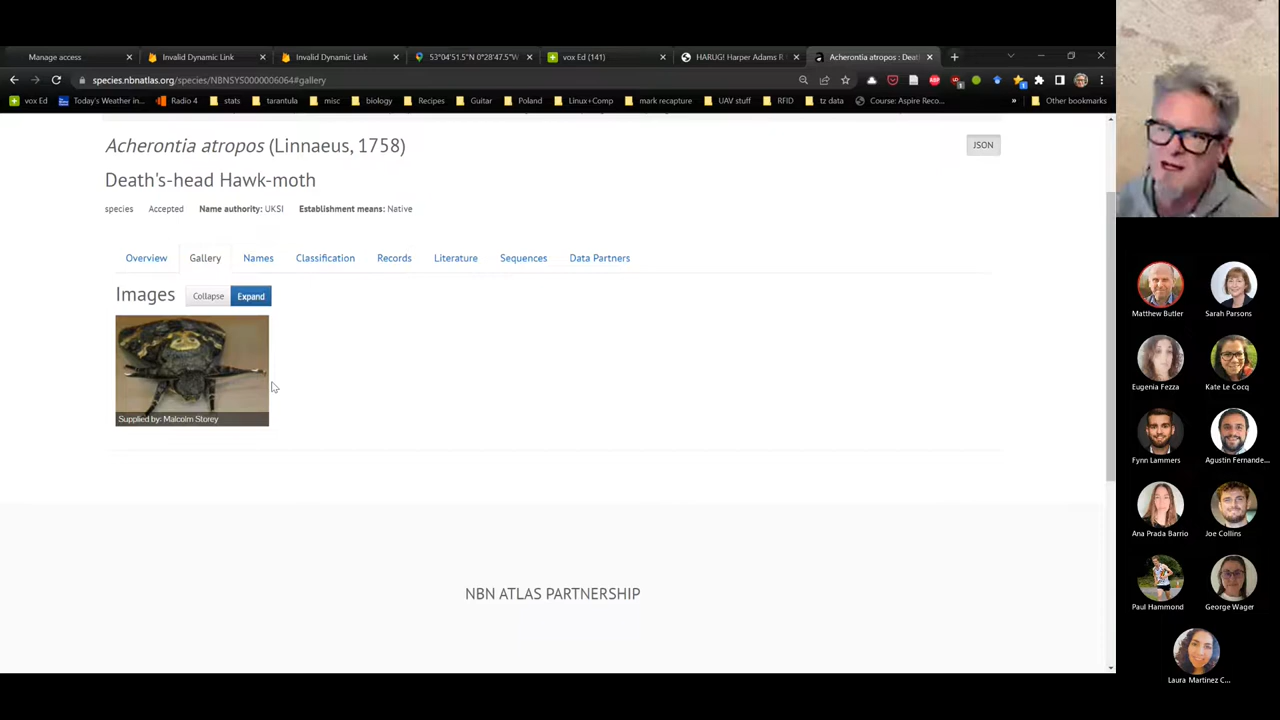 Manage access
Invalid Dynamic Link
Invalid Dynamic Link
53°04'51.5"N 0°28'47.5"W
vox Ed (141)
HARUG! Harper Adams R
Acherontia atropos : Deat
species.nbnatlas.org/species/NBNSYS0000006064#gallery
vox Ed
Today's Weather in...
Radio 4
stats
tarantula
misc
biology
Recipes
Guitar
Poland
Linux+Comp
mark recapture
UAV stuff
RFID
tz data
Course: Aspire Reco...
»
Other bookmarks
Acherontia atropos (Linnaeus, 1758)
JSON
Death's-head Hawk-moth
species Accepted Name authority: UKSI Establishment means: Native
Overview Gallery Names Classification Records Literature Sequences Data Partners
Images Collapse Expand
Supplied by: Malcolm Storey
NBN ATLAS PARTNERSHIP
Matthew Butler
Sarah Parsons
Eugenia Fezza
Kate Le Cocq
Fynn Lammers
Agustin Fernande...
Ana Prada Barrio
Joe Collins
Paul Hammond
George Wager
Laura Martinez C...